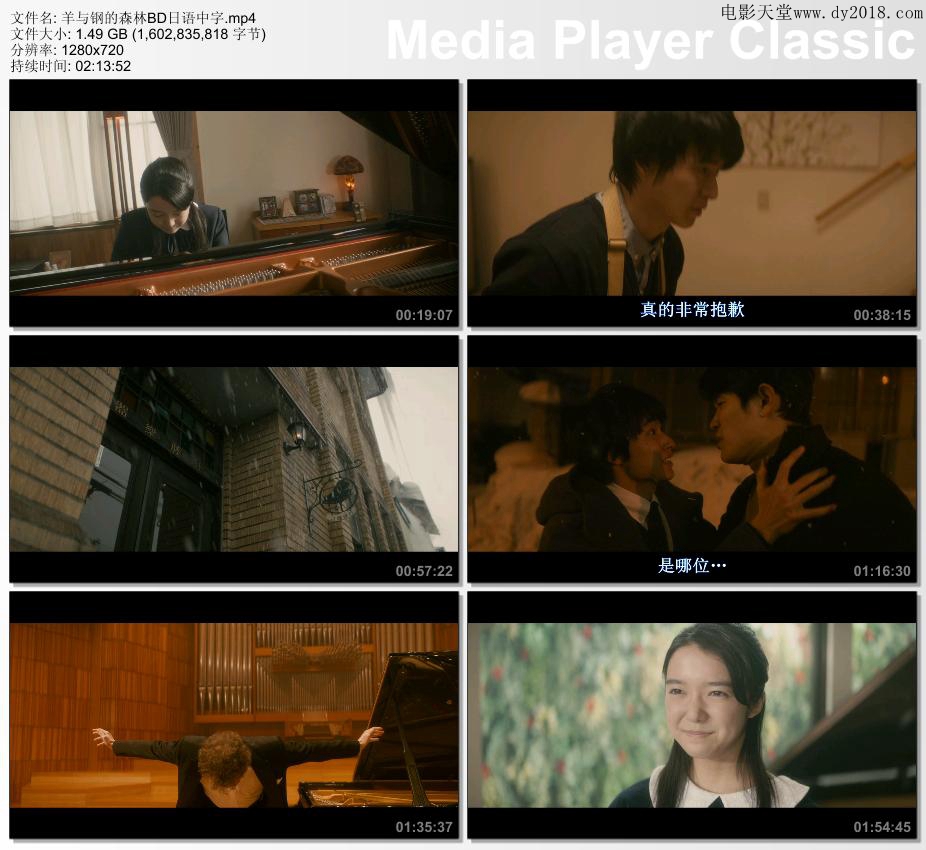 文件名: 羊与钢的森林BD日语中字.mp4
电影天堂www.dy2018.com
文件大小: 1.49 GB (1,602,835,818 字节)
分辨率: 1280x720
持续时间: 02:13:52
Media Player Classic
00:19:07
真的非常抱歉
00:38:15
00:57:22
是哪位…
01:16:30
01:35:37
01:54:45